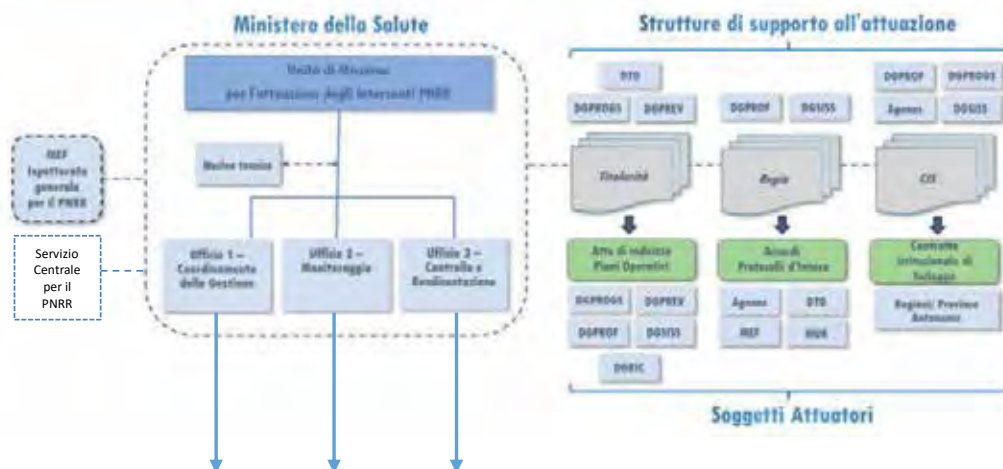 Ministero della Salute
Strutture di supporto all'attuazione
Unità di Missione
per l'attuazione degli interventi PNRR
Nucleo tecnico
MEF
Ispettorato
generale
per il PNRR
Servizio
Centrale
per il
PNRR
Ufficio 1 –
Coordinamento
della Gestione
Ufficio 2 –
Monitoraggio
Ufficio 3 –
Controllo e
Rendicontazione
DTD
DGPROGS
DGPREV
Titolarità
Atto di indirizzo
Piani Operativi
DGPROGS
DGPREV
DGPROF
DGSISS
DGRIC
DGPROF
DGSISS
Regia
Accordi
Protocolli d'Intesa
Agenas
DTD
MEF
MUR
DGPROF
DGPROGS
Agenas
DGSISS
CIS
Contratto
istituzionale di
Sviluppo
Regioni/ Province
Autonome
Soggetti Attuatori